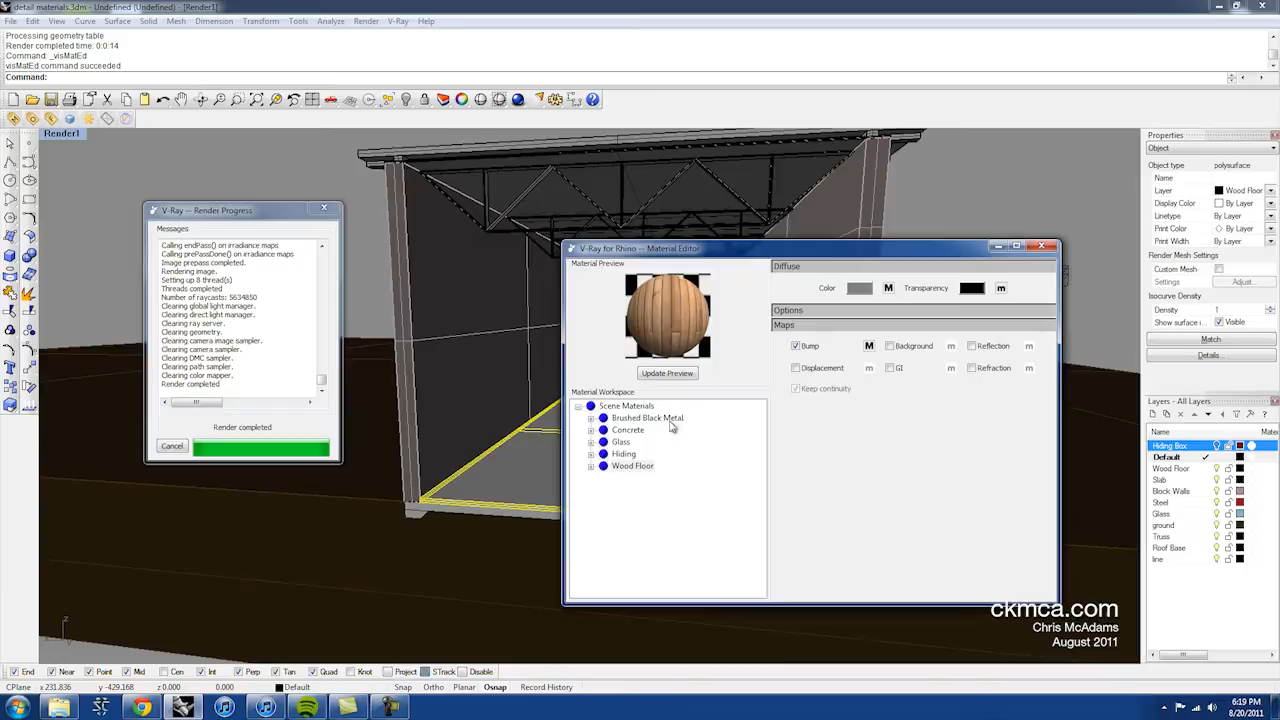 detail materials.3dm - Undefined (Undefined) - [Render1]
File Edit View Curve Surface Solid Mesh Dimension Transform Tools Analyze Render V-Ray Help
Processing geometry table
Render completed time: 0:0:14
Command: _visMatEd
visMatEd command succeeded
Command:
Render1
V-Ray -- Render Progress
Messages
Calling endPass() on irradiance maps
Calling prePassDone() on irradiance maps
Image prepass completed.
Rendering image.
Setting up 8 thread(s)
Threads completed
Number of raycasts: 5634850
Clearing global light manager.
Clearing direct light manager.
Clearing ray server.
Clearing geometry.
Clearing camera image sampler.
Clearing camera sampler.
Clearing DMC sampler.
Clearing path sampler.
Clearing color mapper.
Render completed
Render completed
Cancel
V-Ray for Rhino -- Material Editor
Material Preview
Update Preview
Material Workspace
Scene Materials
Brushed Black Metal
Concrete
Glass
Hiding
Wood Floor
Diffuse
Color M Transparency m
Options
Maps
Bump M Background m Reflection m
Displacement m GI m Refraction m
Keep continuity
Properties
Object
Object type polysurface
Name
Layer Wood Floor
Display Color By Layer
Linetype By Layer
Print Color By Layer
Print Width By Layer
Render Mesh Settings
Custom Mesh
Settings Adjust...
Isocurve Density
Density 1
Show surface i... Visible
Match
Details...
Layers - All Layers
Name Mate
Hiding Box
Default
Wood Floor
Slab
Block Walls
Steel
Glass
ground
Truss
Roof Base
line
ckmca.com
Chris McAdams
August 2011
z
End Near Point Mid Cen Int Perp Tan Quad Knot Project STrack Disable
CPlane x 231.836 y -429.168 z 0.000 0.000 Default Snap Ortho Planar Osnap Record History
6:19 PM
8/20/2011